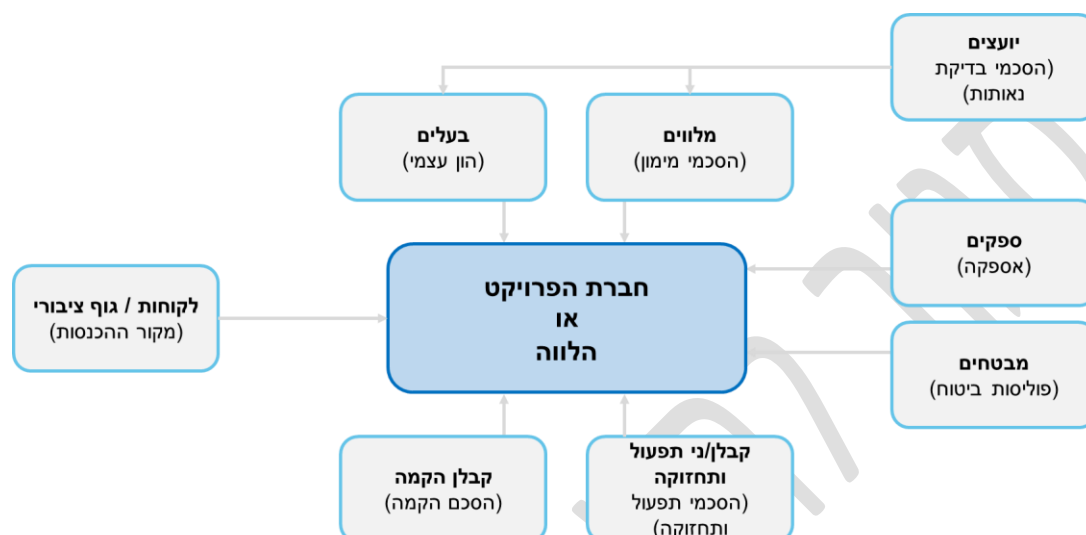 יועצים
(הסכמי בדיקת
נאותות)
מלווים
(הסכמי מימון)
בעלים
(הון עצמי)
ספקים
(אספקה)
חברת הפרויקט
או
הלווה
לקוחות / גוף ציבורי
(מקור ההכנסות)
מבטחים
(פוליסות ביטוח)
קבלן/ני תפעול
ותחזוקה
(הסכמי תפעול
ותחזוקה)
קבלן הקמה
(הסכם הקמה)